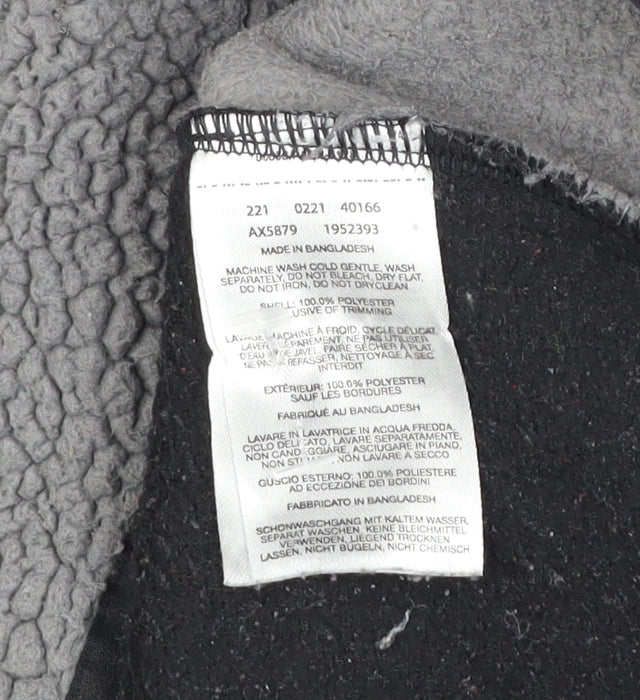 221 0221 40166
AX5879 1952393
MADE IN BANGLADESH
MACHINE WASH COLD GENTLE, WASH
SEPARATELY, DO NOT BLEACH, DRY FLAT,
DO NOT IRON, DO NOT DRYCLEAN
SHELL: 100.0% POLYESTER
LUSIVE OF TRIMMING
MACHINE À FROID, CYCLE DÉLICAT,
LAVER SÉPARÉMENT, NE PAS UTILISER
D'EAU DE JAVEL, FAIRE SÉCHER À PLAT,
NE PAS REPASSER, NETTOYAGE À SEC
INTERDIT
EXTÉRIEUR: 100.0% POLYESTER
SAUF LES BORDURES
FABRIQUÉ AU BANGLADESH
LAVARE IN LAVATRICE IN ACQUA FREDDA,
CICLO DELICATO, LAVARE SEPARATAMENTE,
NON CANDEGGIARE, ASCIUGARE IN PIANO,
NON NON LAVARE A SECCO
GUSCIO ESTERNO: 100.0% POLIESTERE
AD ECCEZIONE DEI BORDINI
FABBRICATO IN BANGLADESH
SCHONWASCHGANG MIT KALTEM WASSER,
SEPARAT WASCHEN, KEINE BLEICHMITTEL
VERWENDEN, LIEGEND TROCKNEN
LASSEN, NICHT BÜGELN, NICHT CHEMISCH